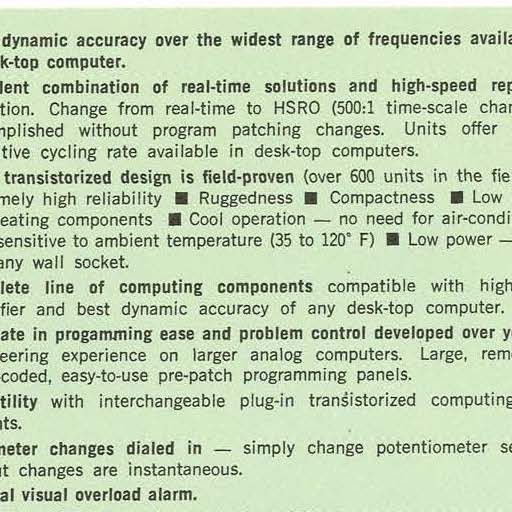 dynamic accuracy over the widest range of frequencies availa
k-top computer.
lent combination of real-time solutions and high-speed rep
tion. Change from real-time to HSRO (500:1 time-scale char
nplished without program patching changes. Units offer
tive cycling rate available in desk-top computers.
transistorized design is field-proven (over 600 units in the fie
mely high reliability ■ Ruggedness ■ Compactness ■ Low
eating components ■ Cool operation — no need for air-condi
sensitive to ambient temperature (35 to 120° F) ■ Low power —
any wall socket.
lete line of computing components compatible with high
fier and best dynamic accuracy of any desk-top computer.
ate in progamming ease and problem control developed over y
eering experience on larger analog computers. Large, rem
-coded, easy-to-use pre-patch programming panels.
tility with interchangeable plug-in transistorized computing
nts.
meter changes dialed in — simply change potentiometer se
ut changes are instantaneous.
al visual overload alarm.